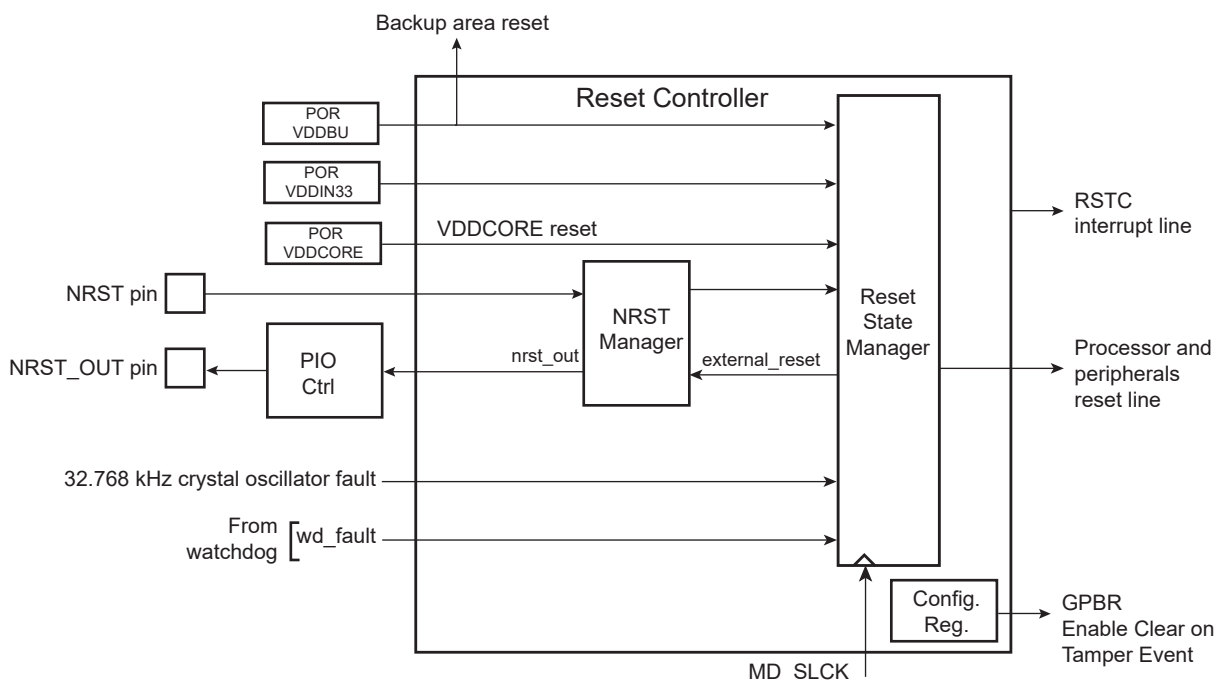 Backup area reset
Reset Controller
POR
VDDBU
POR
VDDIN33
POR
VDDCORE
VDDCORE reset
RSTC
interrupt line
NRST pin
NRST
Manager
Reset
State
Manager
NRST_OUT pin
PIO
Ctrl
nrst_out
external_reset
Processor and
peripherals
reset line
32.768 kHz crystal oscillator fault
From
watchdog
wd_fault
Config.
Reg.
GPBR
Enable Clear on
Tamper Event
MD_SLCK